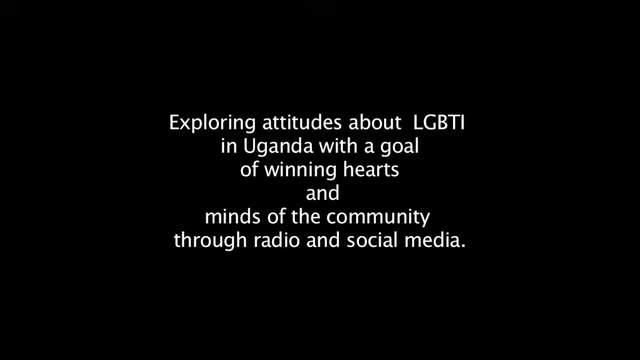 Exploring attitudes about LGBTI
in Uganda with a goal
of winning hearts
and
minds of the community
through radio and social media.